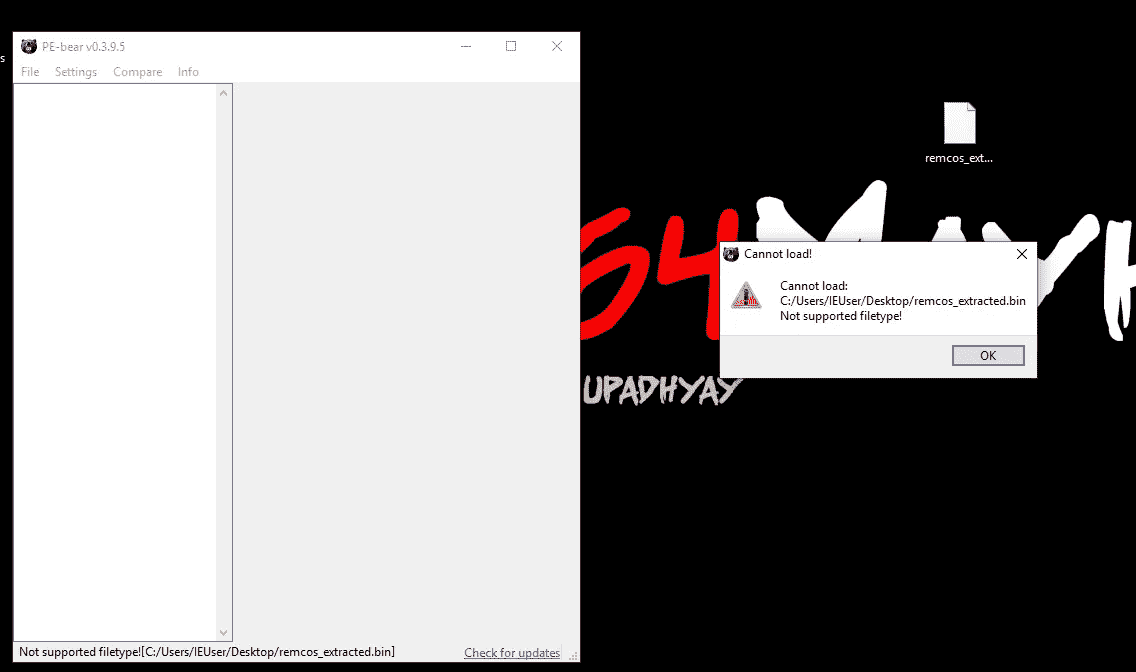 s
PE-bear v0.3.9.5
File Settings Compare Info
remcos_ext...
54
UPADHYAY
Cannot load!
Cannot load:
C:/Users/IEUser/Desktop/remcos_extracted.bin
Not supported filetype!
OK
Not supported filetype![C:/Users/IEUser/Desktop/remcos_extracted.bin]
Check for updates